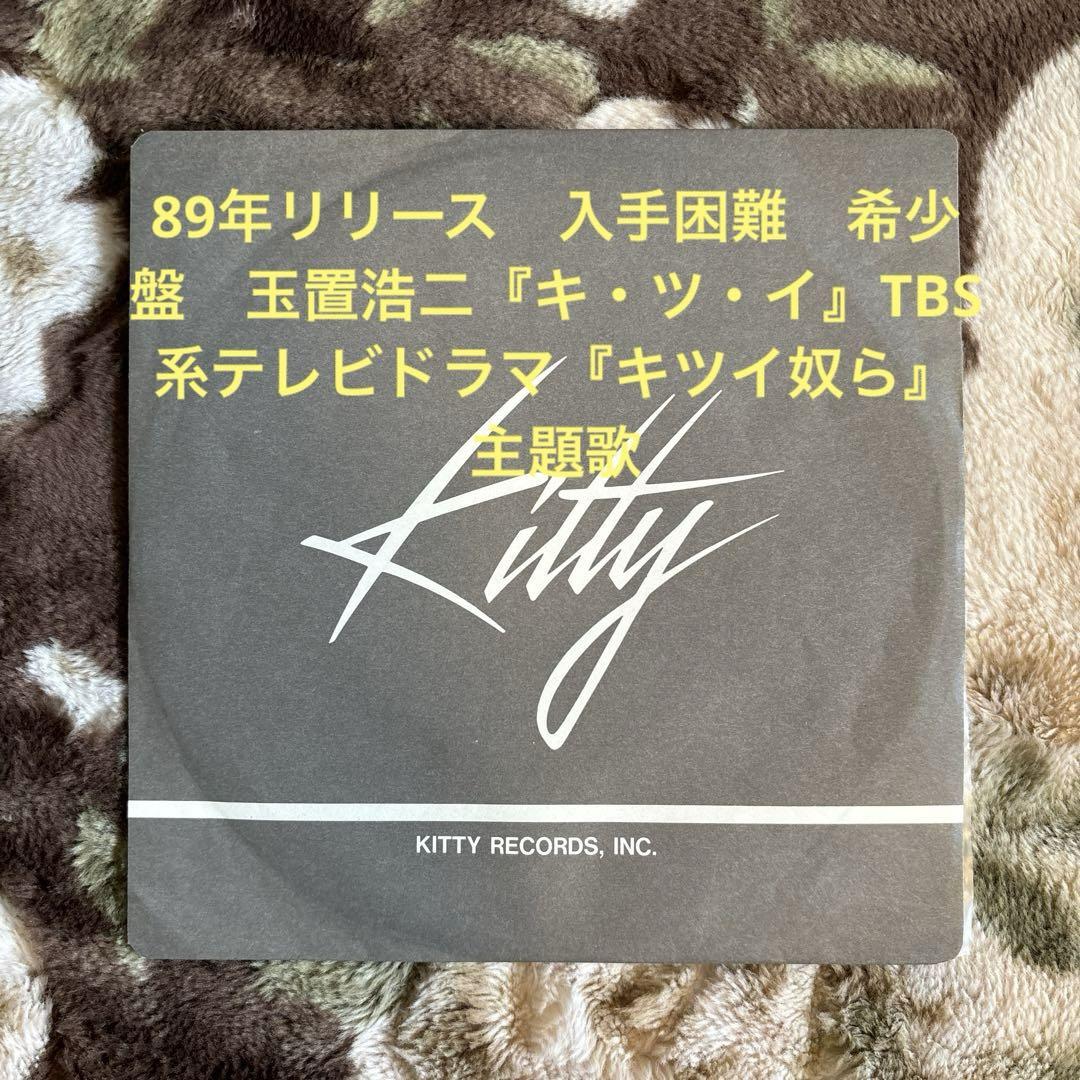 89年リリース　入手困難　希少
盤　玉置浩二『キ・ツ・イ』TBS
系テレビドラマ『キツイ奴ら』
主題歌
Kitty
KITTY RECORDS, INC.